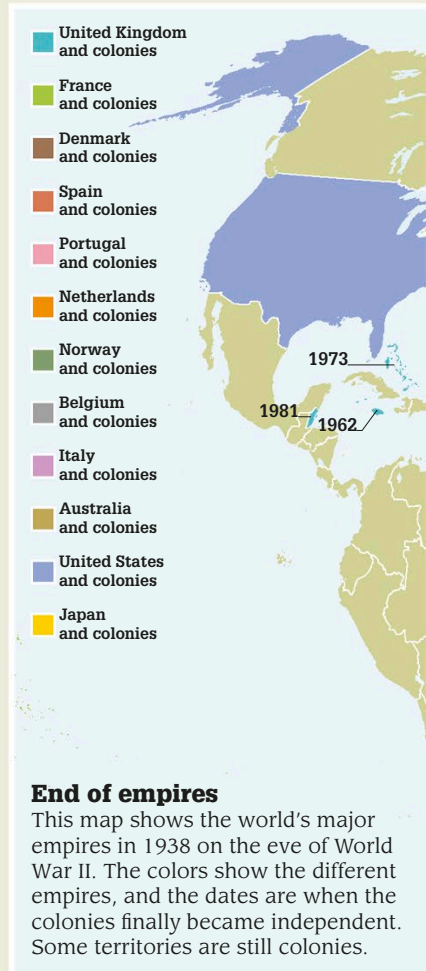 United Kingdom
and colonies
France
and colonies
Denmark
and colonies
Spain
and colonies
Portugal
and colonies
Netherlands
and colonies
Norway
and colonies
Belgium
and colonies
Italy
and colonies
Australia
and colonies
United States
and colonies
Japan
and colonies
1973
1981
1962
End of empires
This map shows the world's major
empires in 1938 on the eve of World
War II. The colors show the different
empires, and the dates are when the
colonies finally became independent.
Some territories are still colonies.